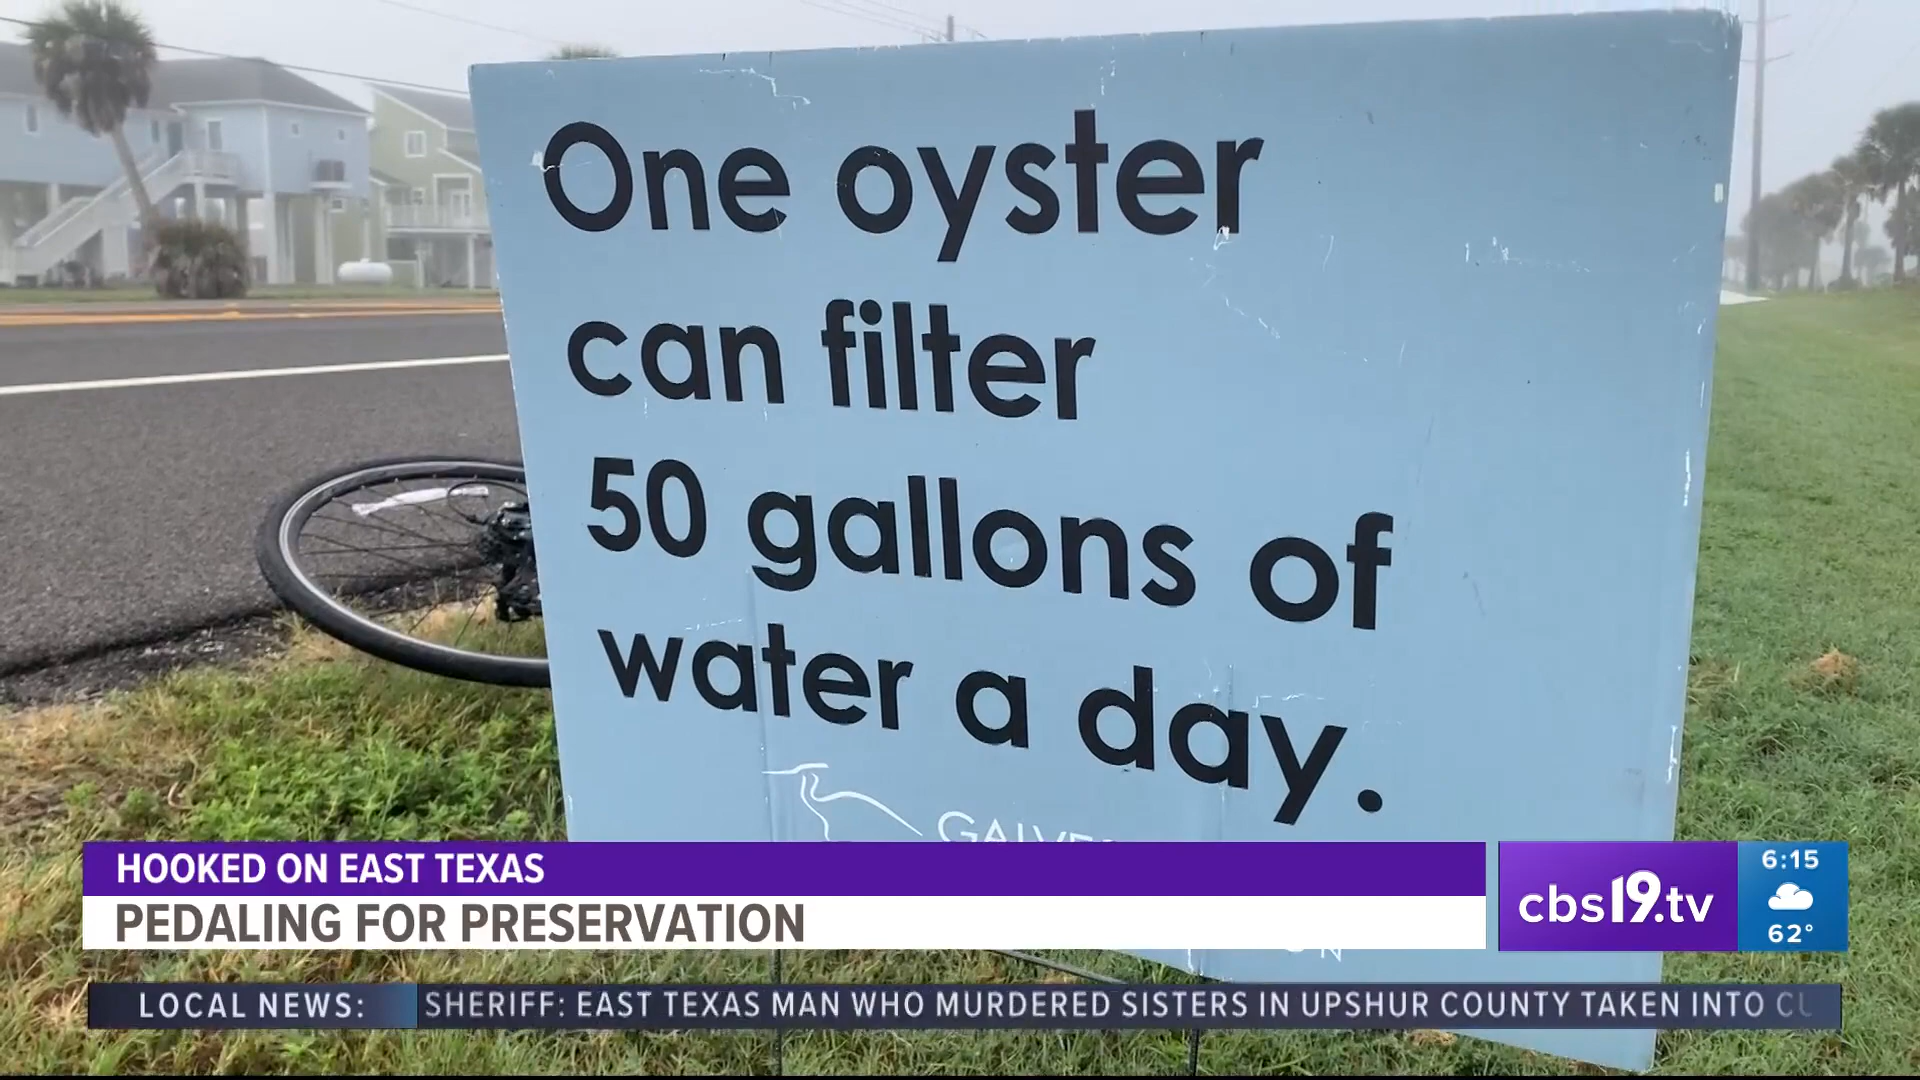 One oyster
can filter
50 gallons of
water a day.
HOOKED ON EAST TEXAS
PEDALING FOR PRESERVATION
cbs19.tv
6:15
62°
LOCAL NEWS: SHERIFF: EAST TEXAS MAN WHO MURDERED SISTERS IN UPSHUR COUNTY TAKEN INTO